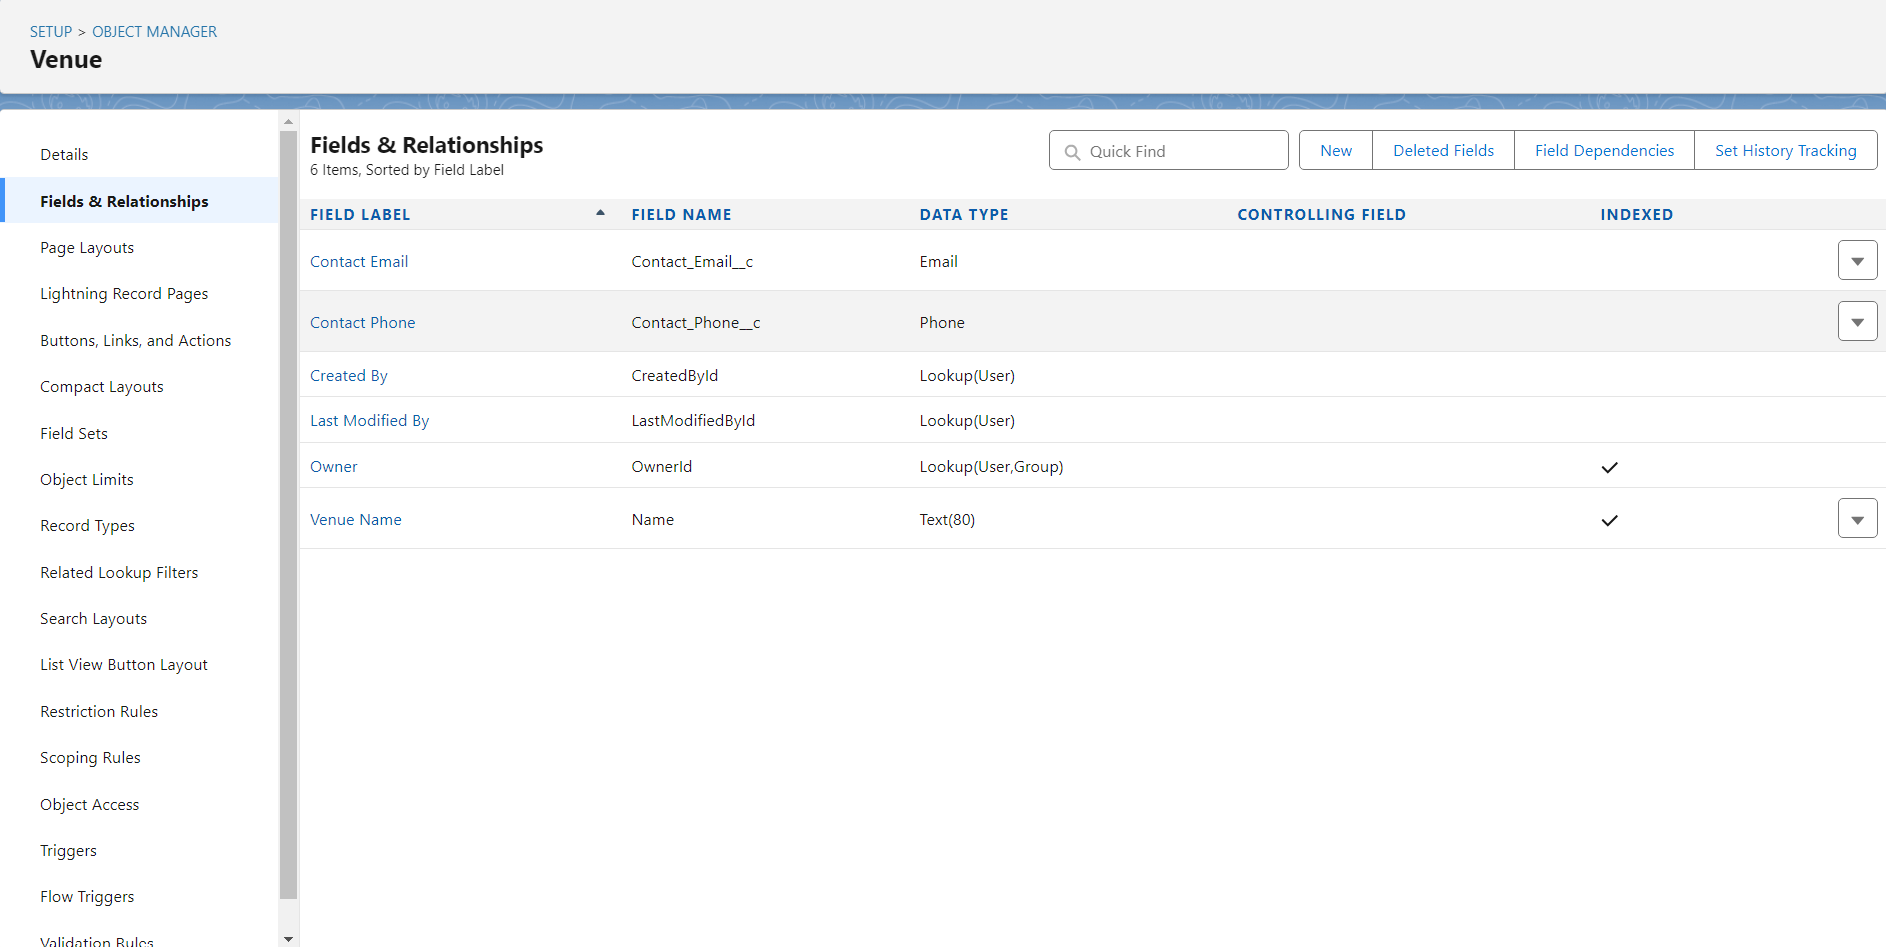 SETUP > OBJECT MANAGER
Venue
Details
Fields & Relationships
Page Layouts
Lightning Record Pages
Buttons, Links, and Actions
Compact Layouts
Field Sets
Object Limits
Record Types
Related Lookup Filters
Search Layouts
List View Button Layout
Restriction Rules
Scoping Rules
Object Access
Triggers
Flow Triggers
Validation Rules
Fields & Relationships
6 Items, Sorted by Field Label
Quick Find
New
Deleted Fields
Field Dependencies
Set History Tracking
FIELD LABEL FIELD NAME DATA TYPE CONTROLLING FIELD INDEXED
Contact Email Contact_Email__c Email
Contact Phone Contact_Phone__c Phone
Created By CreatedById Lookup(User)
Last Modified By LastModifiedById Lookup(User)
Owner OwnerId Lookup(User,Group)
Venue Name Name Text(80)